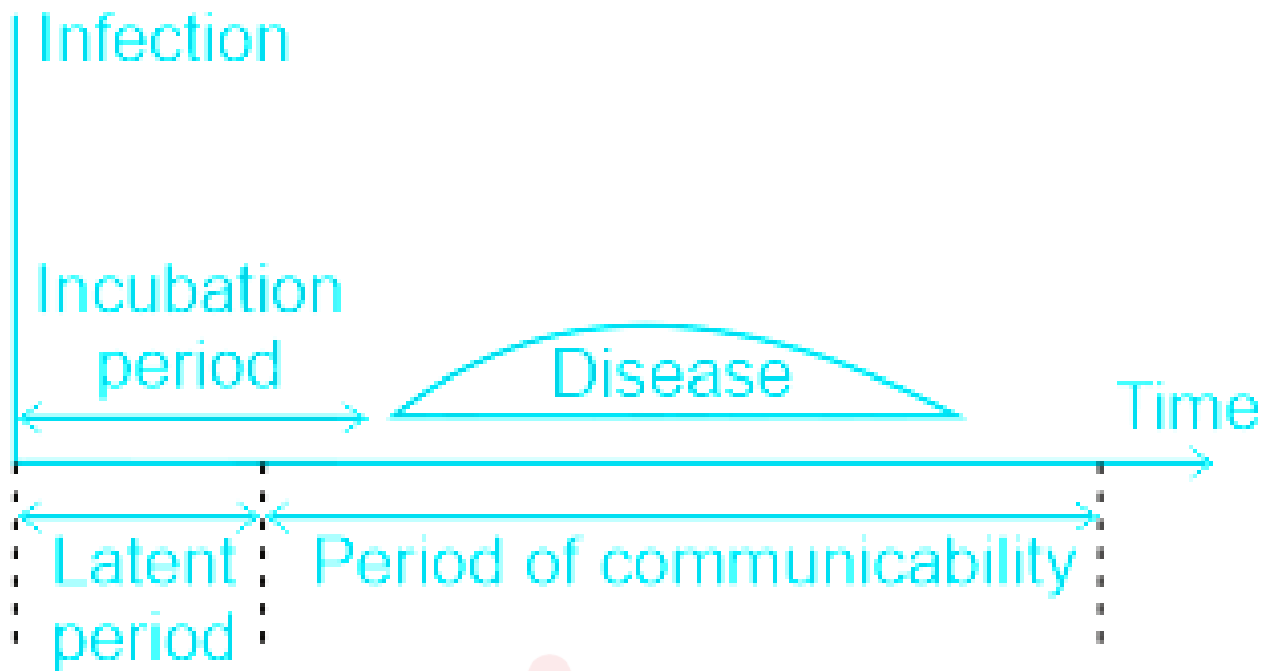 Infection
Incubation
period
Disease
Time
Latent
period
Period of communicability